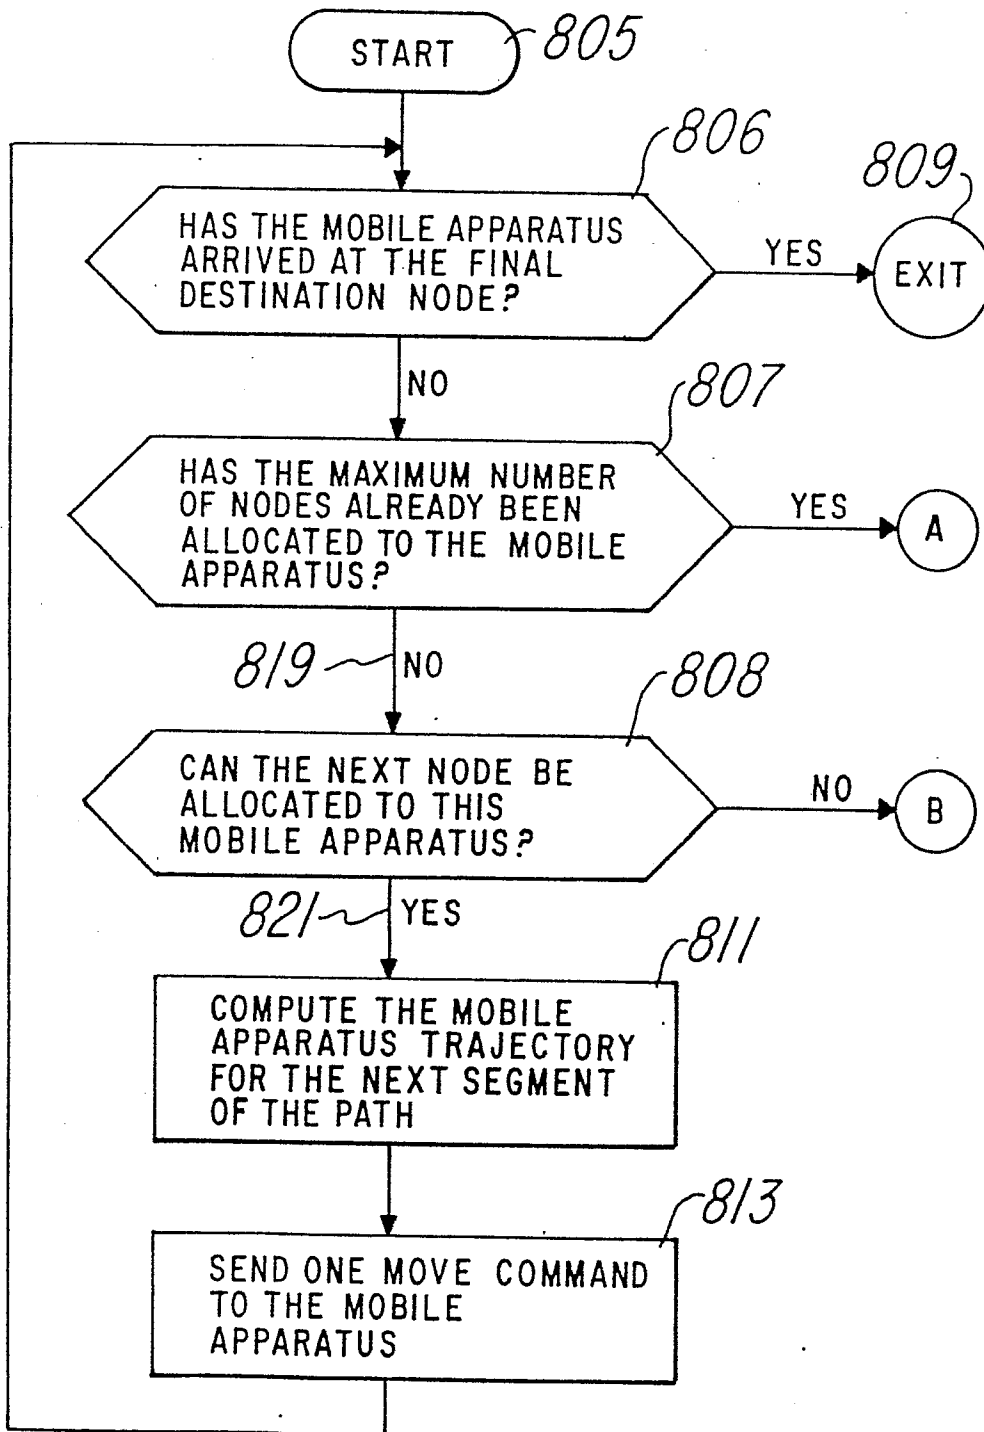 START
805
806
HAS THE MOBILE APPARATUS
ARRIVED AT THE FINAL
DESTINATION NODE?
YES
809
EXIT
NO
807
HAS THE MAXIMUM NUMBER
OF NODES ALREADY BEEN
ALLOCATED TO THE MOBILE
APPARATUS?
YES
A
819
NO
808
CAN THE NEXT NODE BE
ALLOCATED TO THIS
MOBILE APPARATUS?
NO
B
821
YES
811
COMPUTE THE MOBILE
APPARATUS TRAJECTORY
FOR THE NEXT SEGMENT
OF THE PATH
813
SEND ONE MOVE COMMAND
TO THE MOBILE
APPARATUS